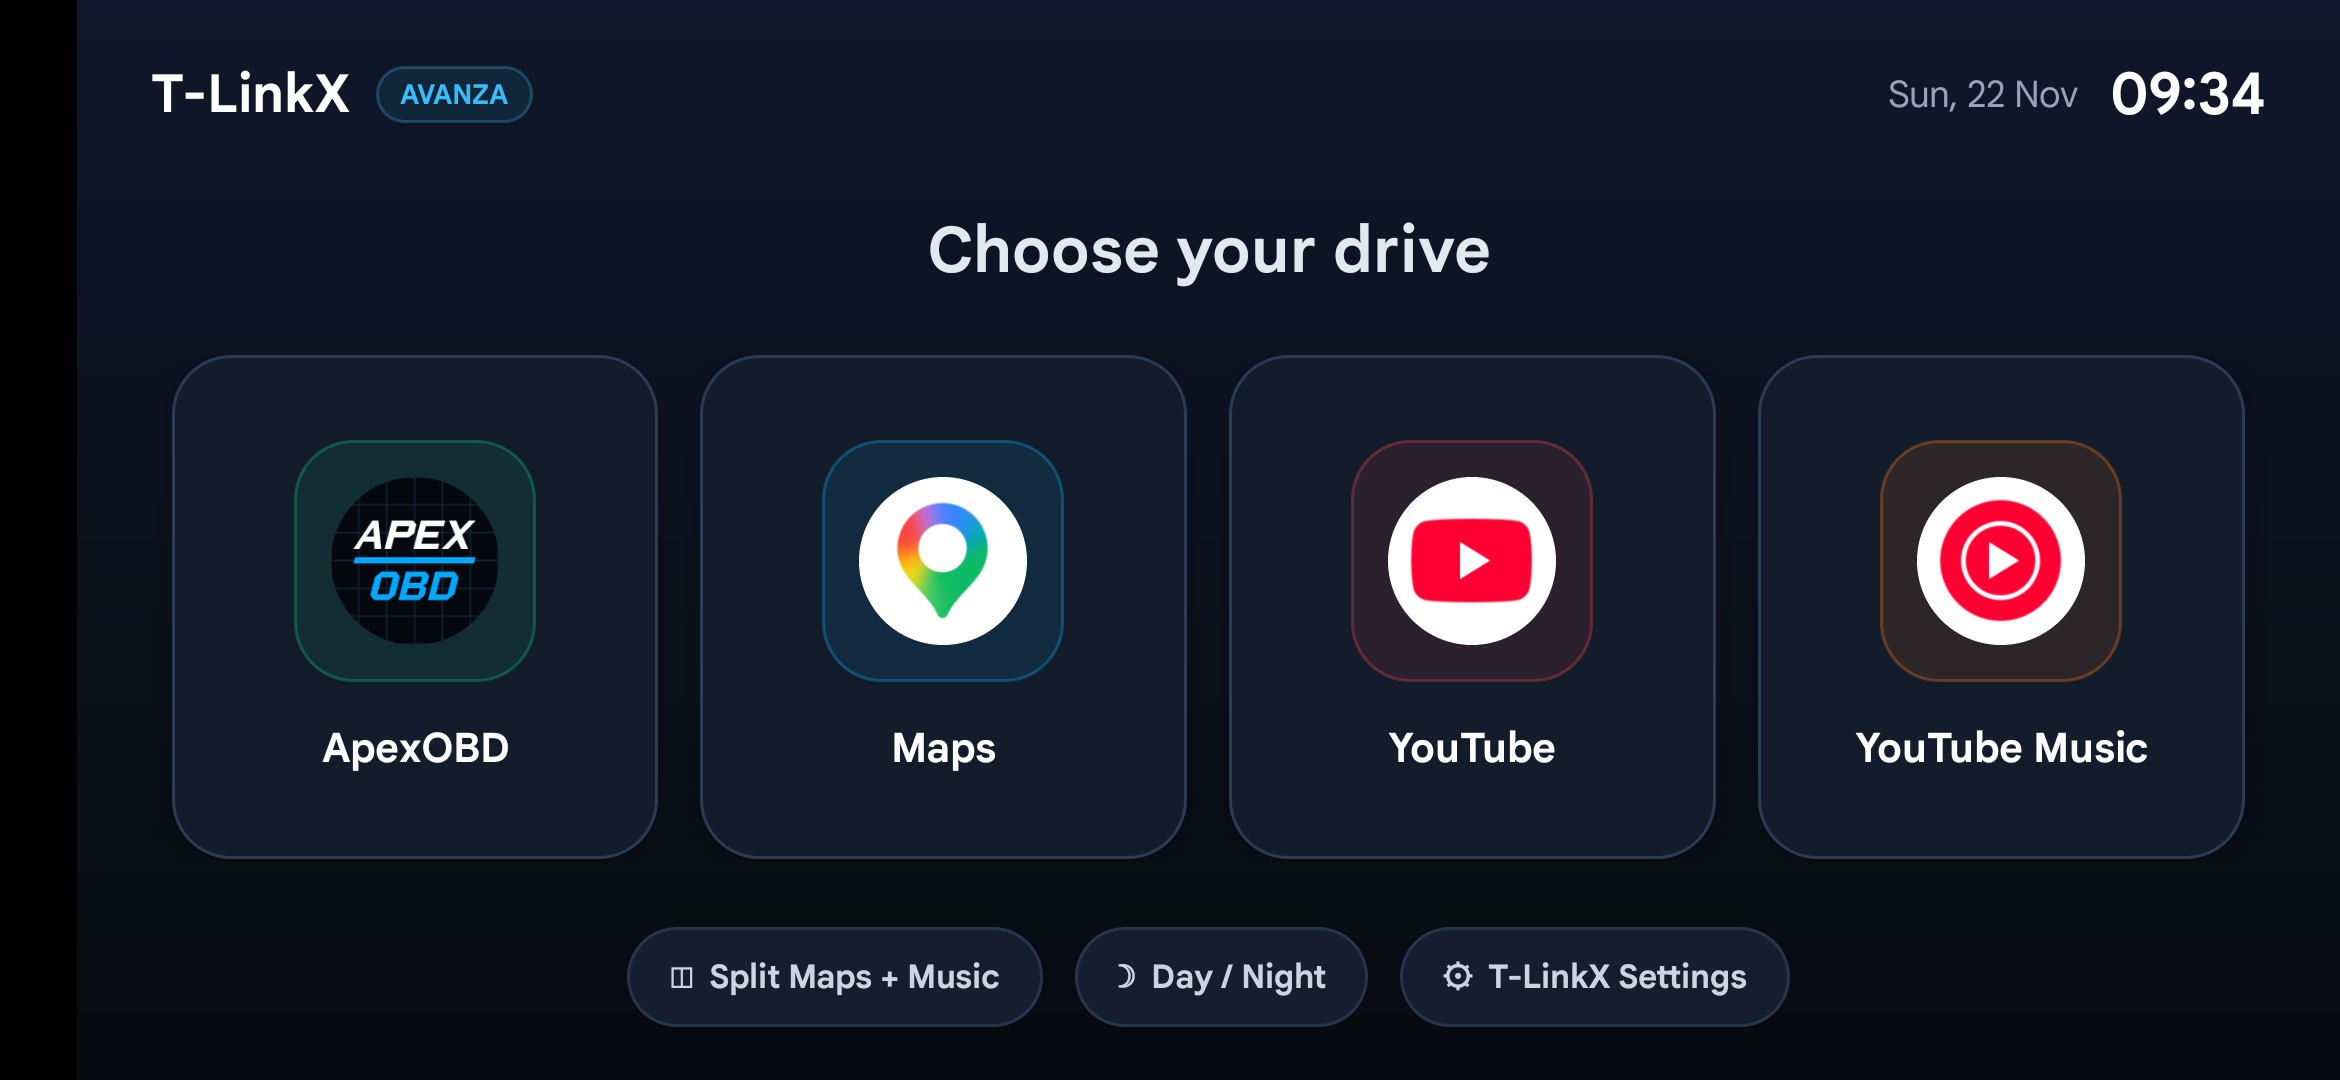 T-LinkX AVANZA
Sun, 22 Nov 09:34
Choose your drive
APEX
OBD
ApexOBD
Maps
YouTube
YouTube Music
Split Maps + Music
Day / Night
T-LinkX Settings